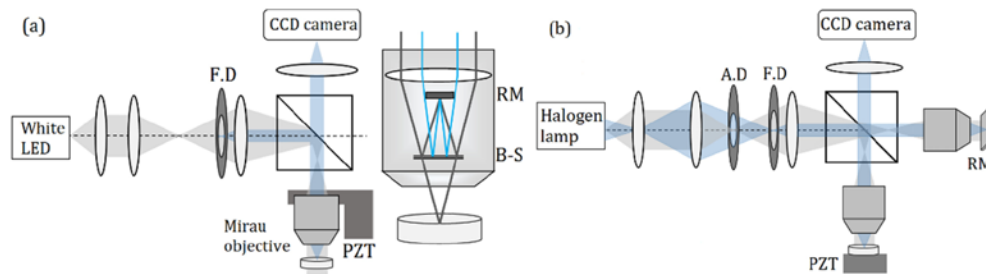 (a)
CCD camera
F.D
White
LED
Mirau
objective
PZT
RM
B-S
(b)
CCD camera
A.D
F.D
Halogen
lamp
RM
PZT